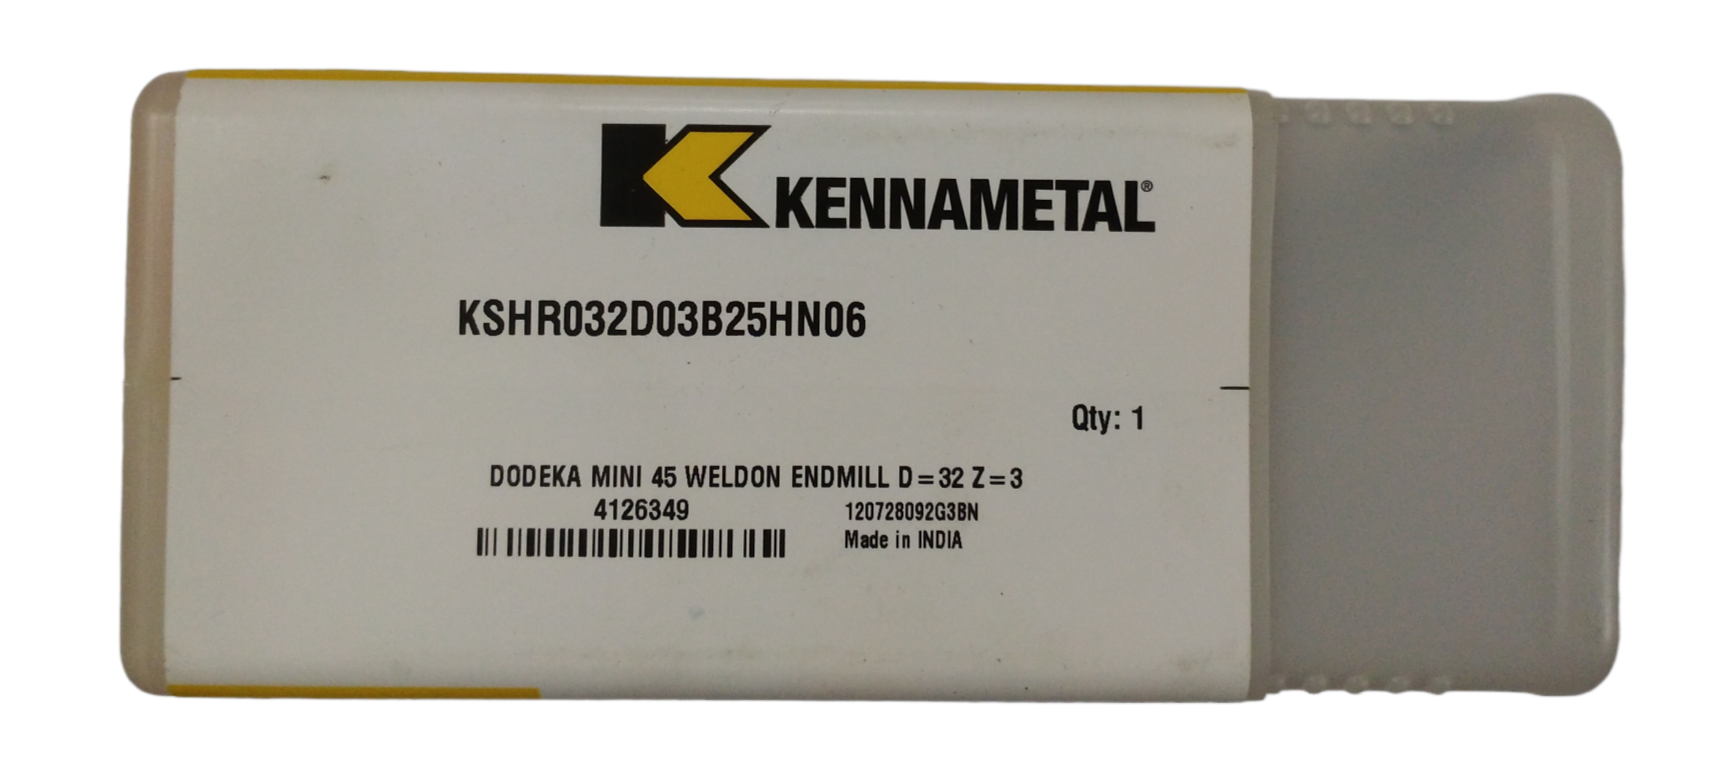 KENNAMETAL®
KSHR032D03B25HN06
Qty: 1
DODEKA MINI 45 WELDON ENDMILL D=32 Z=3
4126349 120728092G3BN
Made in INDIA